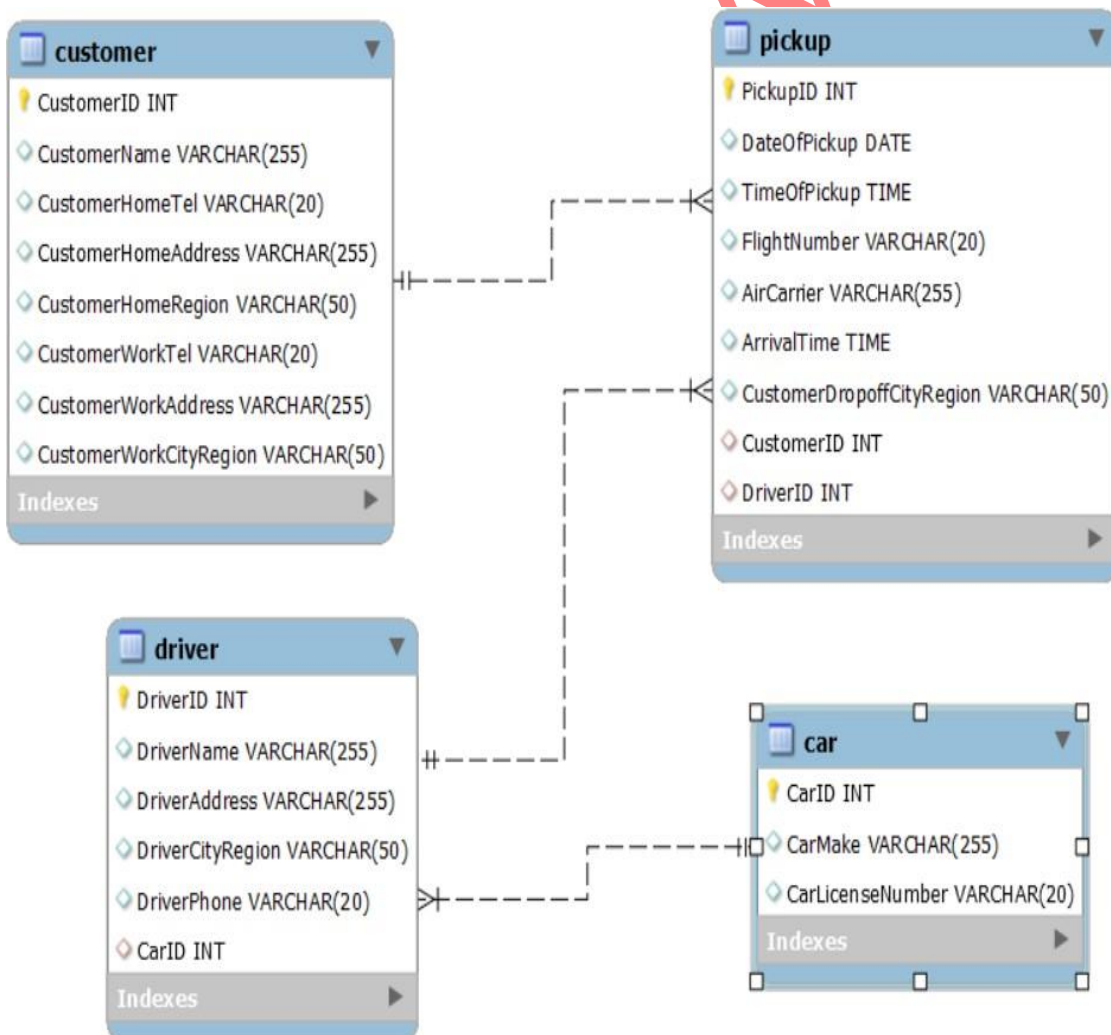 customer
CustomerID INT
CustomerName VARCHAR(255)
CustomerHomeTel VARCHAR(20)
CustomerHomeAddress VARCHAR(255)
CustomerHomeRegion VARCHAR(50)
CustomerWorkTel VARCHAR(20)
CustomerWorkAddress VARCHAR(255)
CustomerWorkCityRegion VARCHAR(50)
Indexes
pickup
PickupID INT
DateOfPickup DATE
TimeOfPickup TIME
FlightNumber VARCHAR(20)
AirCarrier VARCHAR(255)
ArrivalTime TIME
CustomerDropoffCityRegion VARCHAR(50)
CustomerID INT
DriverID INT
Indexes
driver
DriverID INT
DriverName VARCHAR(255)
DriverAddress VARCHAR(255)
DriverCityRegion VARCHAR(50)
DriverPhone VARCHAR(20)
CarID INT
Indexes
car
CarID INT
CarMake VARCHAR(255)
CarLicenseNumber VARCHAR(20)
Indexes